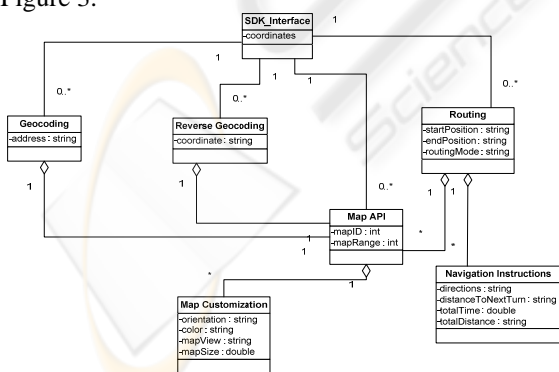 Figure 3.
SDK_Interface
-coordinates
1
1
1
1
1
0..*
0..*
0..*
0..*
Geocoding
-address : string
Reverse Geocoding
-coordinate : string
Routing
-startPosition : string
-endPosition : string
-routingMode : string
1
1
1
1
Map API
-mapID : int
-mapRange : int
1
1
*
*
*
1
Navigation Instructions
-directions : string
-distanceToNextTurn : string
-totalTime : double
-totalDistance : string
Map Customization
-orientation : string
-color : string
-mapView : string
-mapSize : double
Science